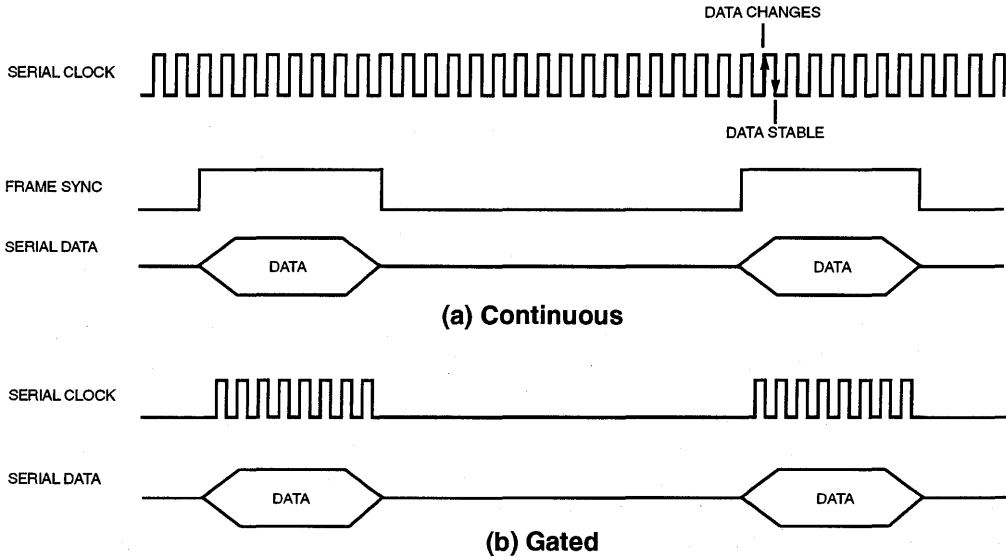 DATA CHANGES
SERIAL CLOCK
DATA STABLE
FRAME SYNC
SERIAL DATA
DATA
DATA
(a) Continuous
SERIAL CLOCK
SERIAL DATA
DATA
DATA
(b) Gated